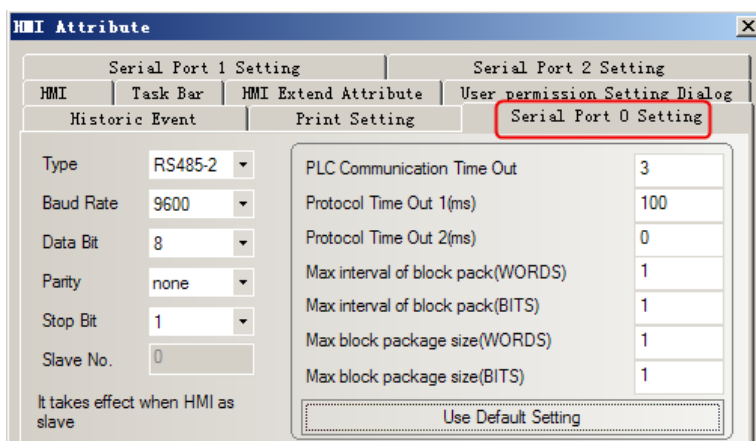 HMI Attribute
Serial Port 1 Setting Serial Port 2 Setting
HMI Task Bar HMI Extend Attribute User permission Setting Dialog
Historic Event Print Setting Serial Port 0 Setting
Type RS485-2
Baud Rate 9600
Data Bit 8
Parity none
Stop Bit 1
Slave No. 0
It takes effect when HMI as
slave
PLC Communication Time Out 3
Protocol Time Out 1(ms) 100
Protocol Time Out 2(ms) 0
Max interval of block pack(WORDS) 1
Max interval of block pack(BITS) 1
Max block package size(WORDS) 1
Max block package size(BITS) 1
Use Default Setting